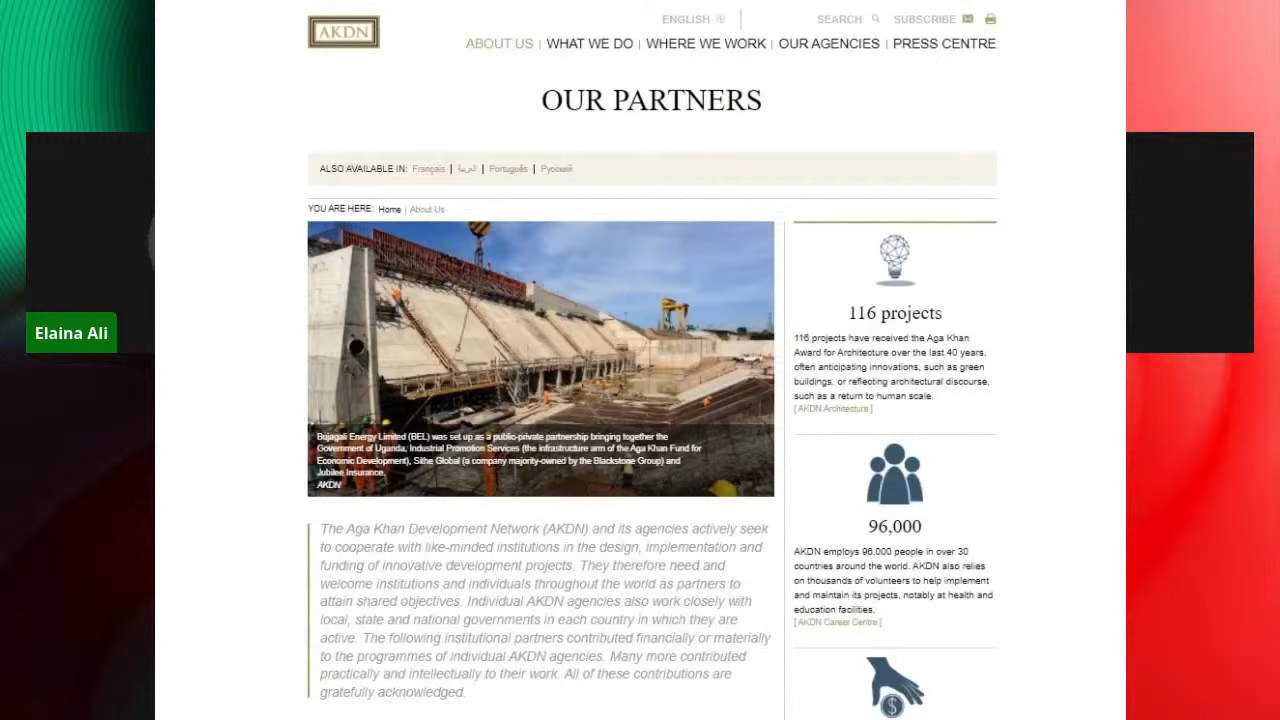 AKDN
ENGLISH
SEARCH SUBSCRIBE
ABOUT US | WHAT WE DO | WHERE WE WORK | OUR AGENCIES | PRESS CENTRE
OUR PARTNERS
ALSO AVAILABLE IN: Français | العربية | Português | Русский
YOU ARE HERE: Home | About Us
Elaina Ali
Bujagali Energy Limited (BEL) was set up as a public-private partnership bringing together the
Government of Uganda, Industrial Promotion Services (the infrastructure arm of the Aga Khan Fund for
Economic Development), Sithe Global (a company majority-owned by the Blackstone Group) and
Jubilee Insurance.
AKDN
The Aga Khan Development Network (AKDN) and its agencies actively seek
to cooperate with like-minded institutions in the design, implementation and
funding of innovative development projects. They therefore need and
welcome institutions and individuals throughout the world as partners to
attain shared objectives. Individual AKDN agencies also work closely with
local, state and national governments in each country in which they are
active. The following institutional partners contributed financially or materially
to the programmes of individual AKDN agencies. Many more contributed
practically and intellectually to their work. All of these contributions are
gratefully acknowledged.
116 projects
116 projects have received the Aga Khan
Award for Architecture over the last 40 years,
often anticipating innovations, such as green
buildings, or reflecting architectural discourse,
such as a return to human scale.
[ AKDN Architecture ]
96,000
AKDN employs 96,000 people in over 30
countries around the world. AKDN also relies
on thousands of volunteers to help implement
and maintain its projects, notably at health and
education facilities.
[ AKDN Career Centre ]
$